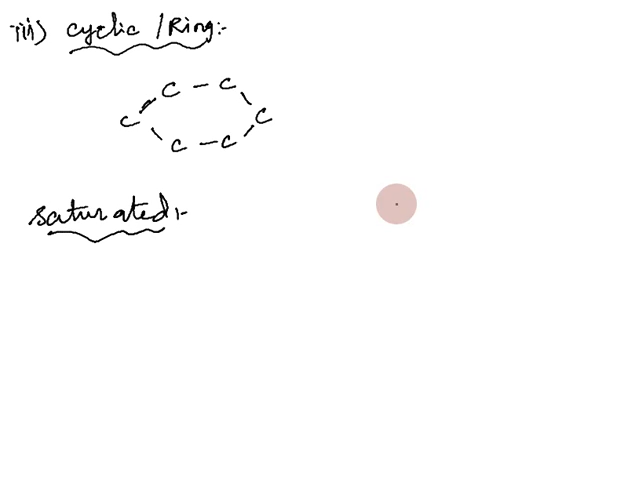 iii) cyclic / Ring:-
C - C
C C
C - C
saturated:-